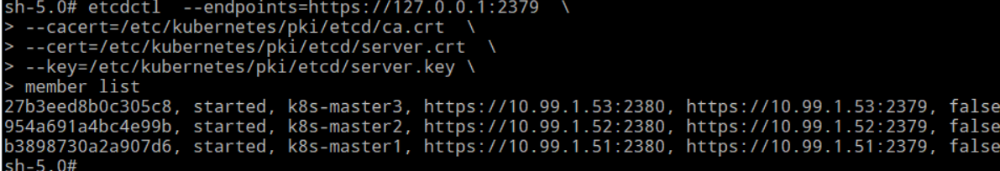 sh-5.0# etcdctl  --endpoints=https://127.0.0.1:2379  \
> --cacert=/etc/kubernetes/pki/etcd/ca.crt  \
> --cert=/etc/kubernetes/pki/etcd/server.crt  \
> --key=/etc/kubernetes/pki/etcd/server.key \
> member list
27b3eed8b0c305c8, started, k8s-master3, https://10.99.1.53:2380, https://10.99.1.53:2379, false
954a691a4bc4e99b, started, k8s-master2, https://10.99.1.52:2380, https://10.99.1.52:2379, false
b3898730a2a907d6, started, k8s-master1, https://10.99.1.51:2380, https://10.99.1.51:2379, false
sh-5.0#